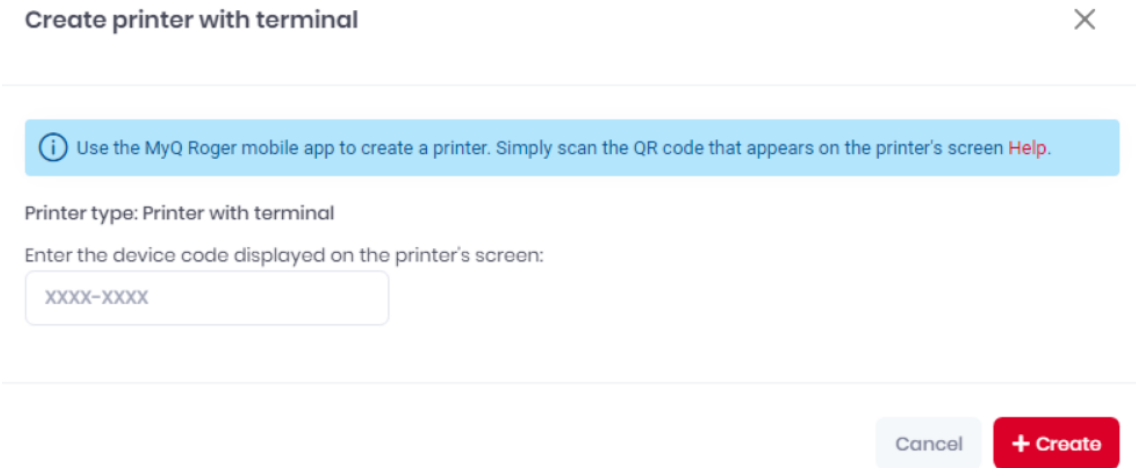 Create printer with terminal
Use the MyQ Roger mobile app to create a printer. Simply scan the QR code that appears on the printer's screen Help.
Printer type: Printer with terminal
Enter the device code displayed on the printer's screen:
XXXX-XXXX
Cancel
+ Create